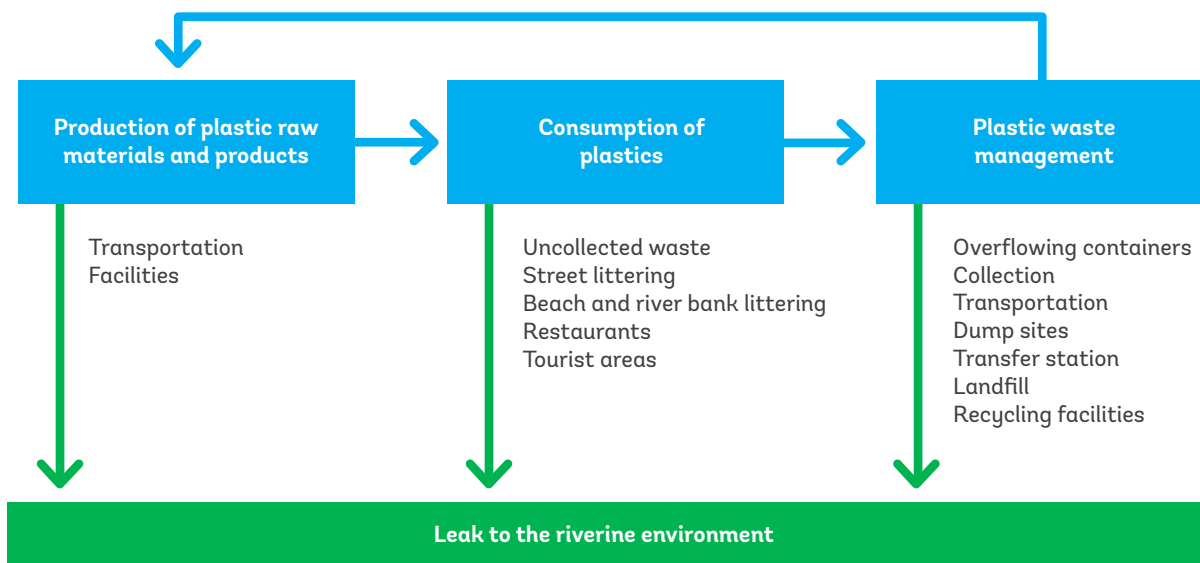 Production of plastic raw
materials and products
Consumption of
plastics
Plastic waste
management
Transportation
Facilities
Uncollected waste
Street littering
Beach and river bank littering
Restaurants
Tourist areas
Overflowing containers
Collection
Transportation
Dump sites
Transfer station
Landfill
Recycling facilities
Leak to the riverine environment